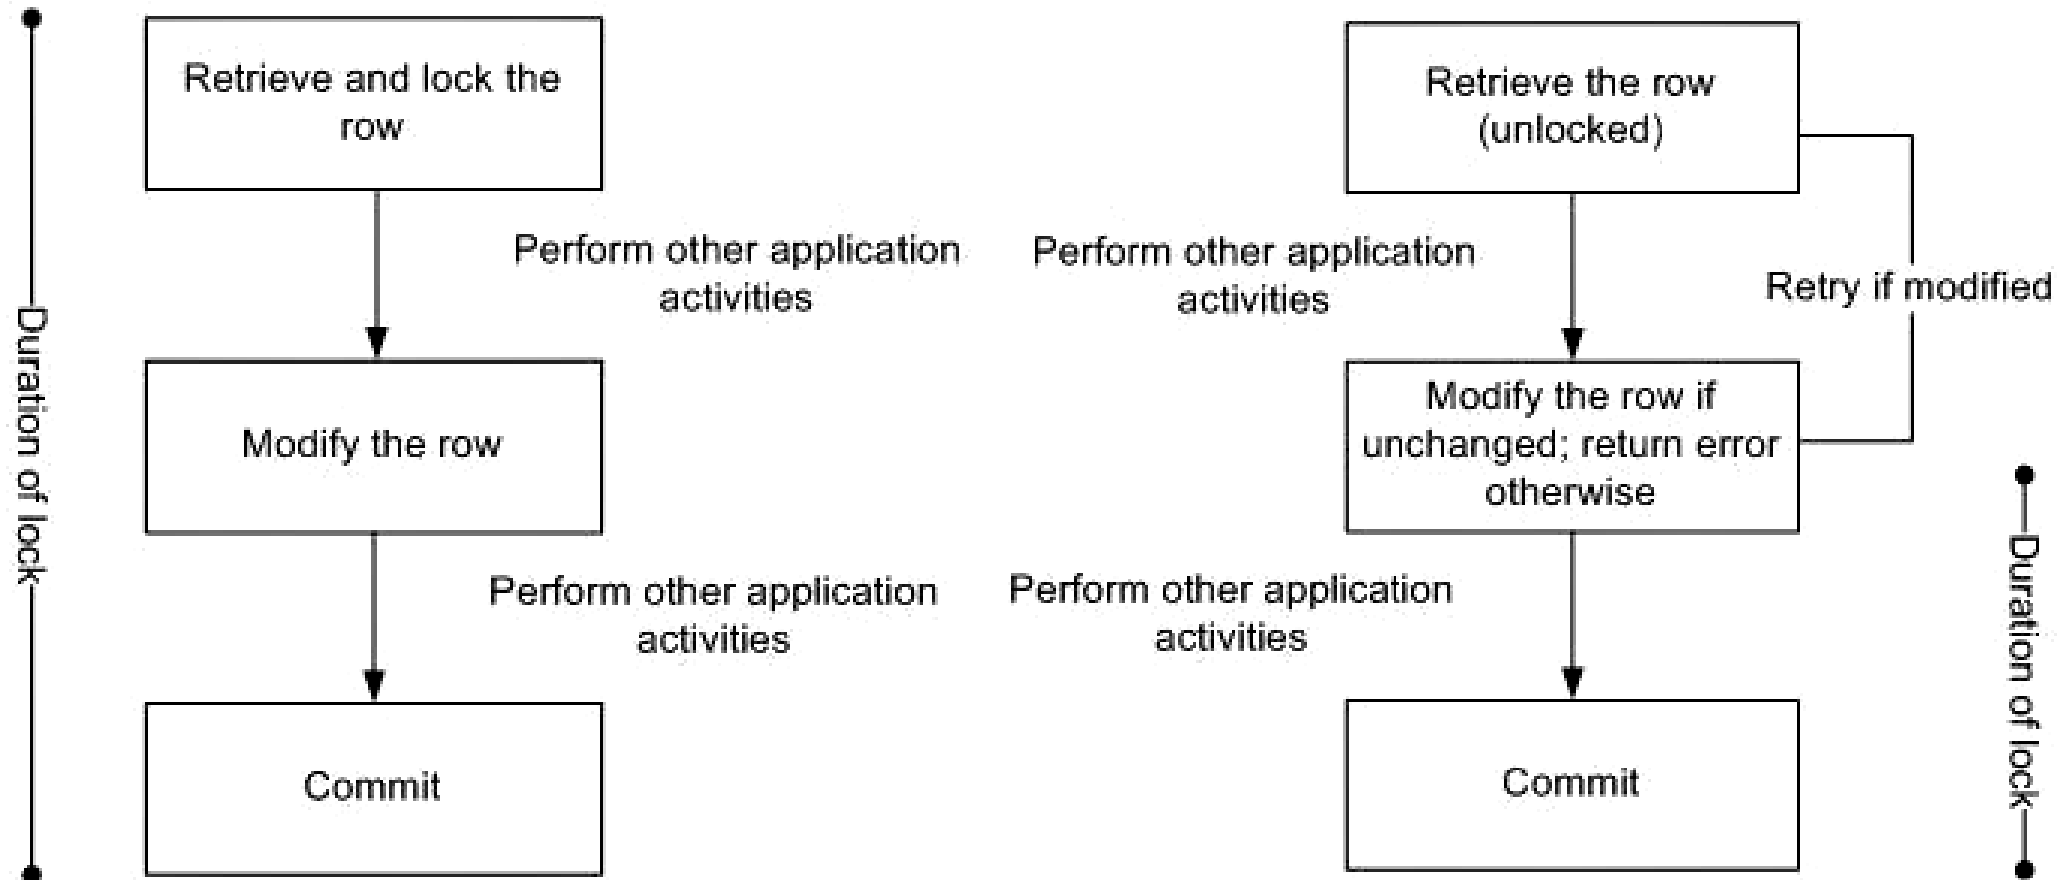 Retrieve and lock the
row
Perform other application
activities
Modify the row
Perform other application
activities
Commit
Duration of lock
Retrieve the row
(unlocked)
Perform other application
activities
Retry if modified
Modify the row if
unchanged; return error
otherwise
Perform other application
activities
Commit
Duration of lock